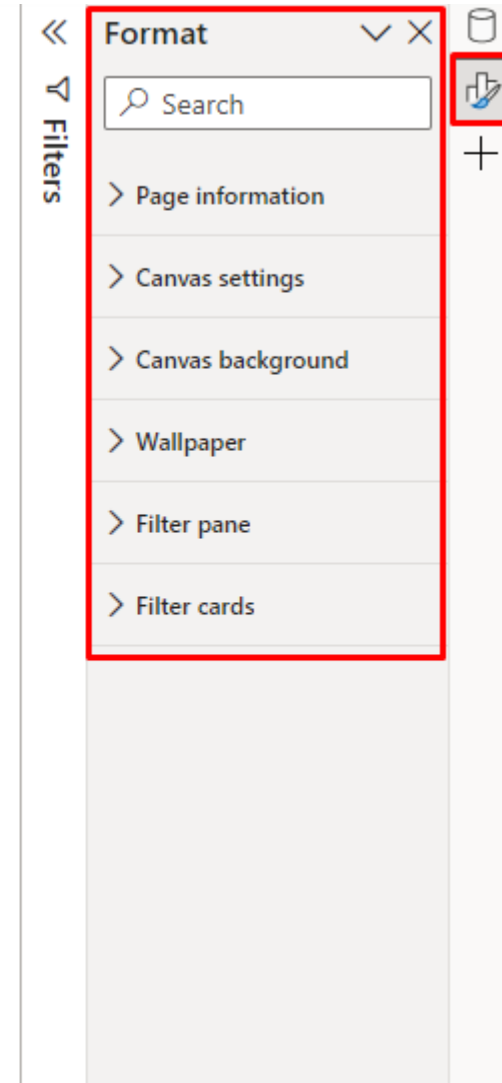 Format
Search
Filters
Page information
Canvas settings
Canvas background
Wallpaper
Filter pane
Filter cards